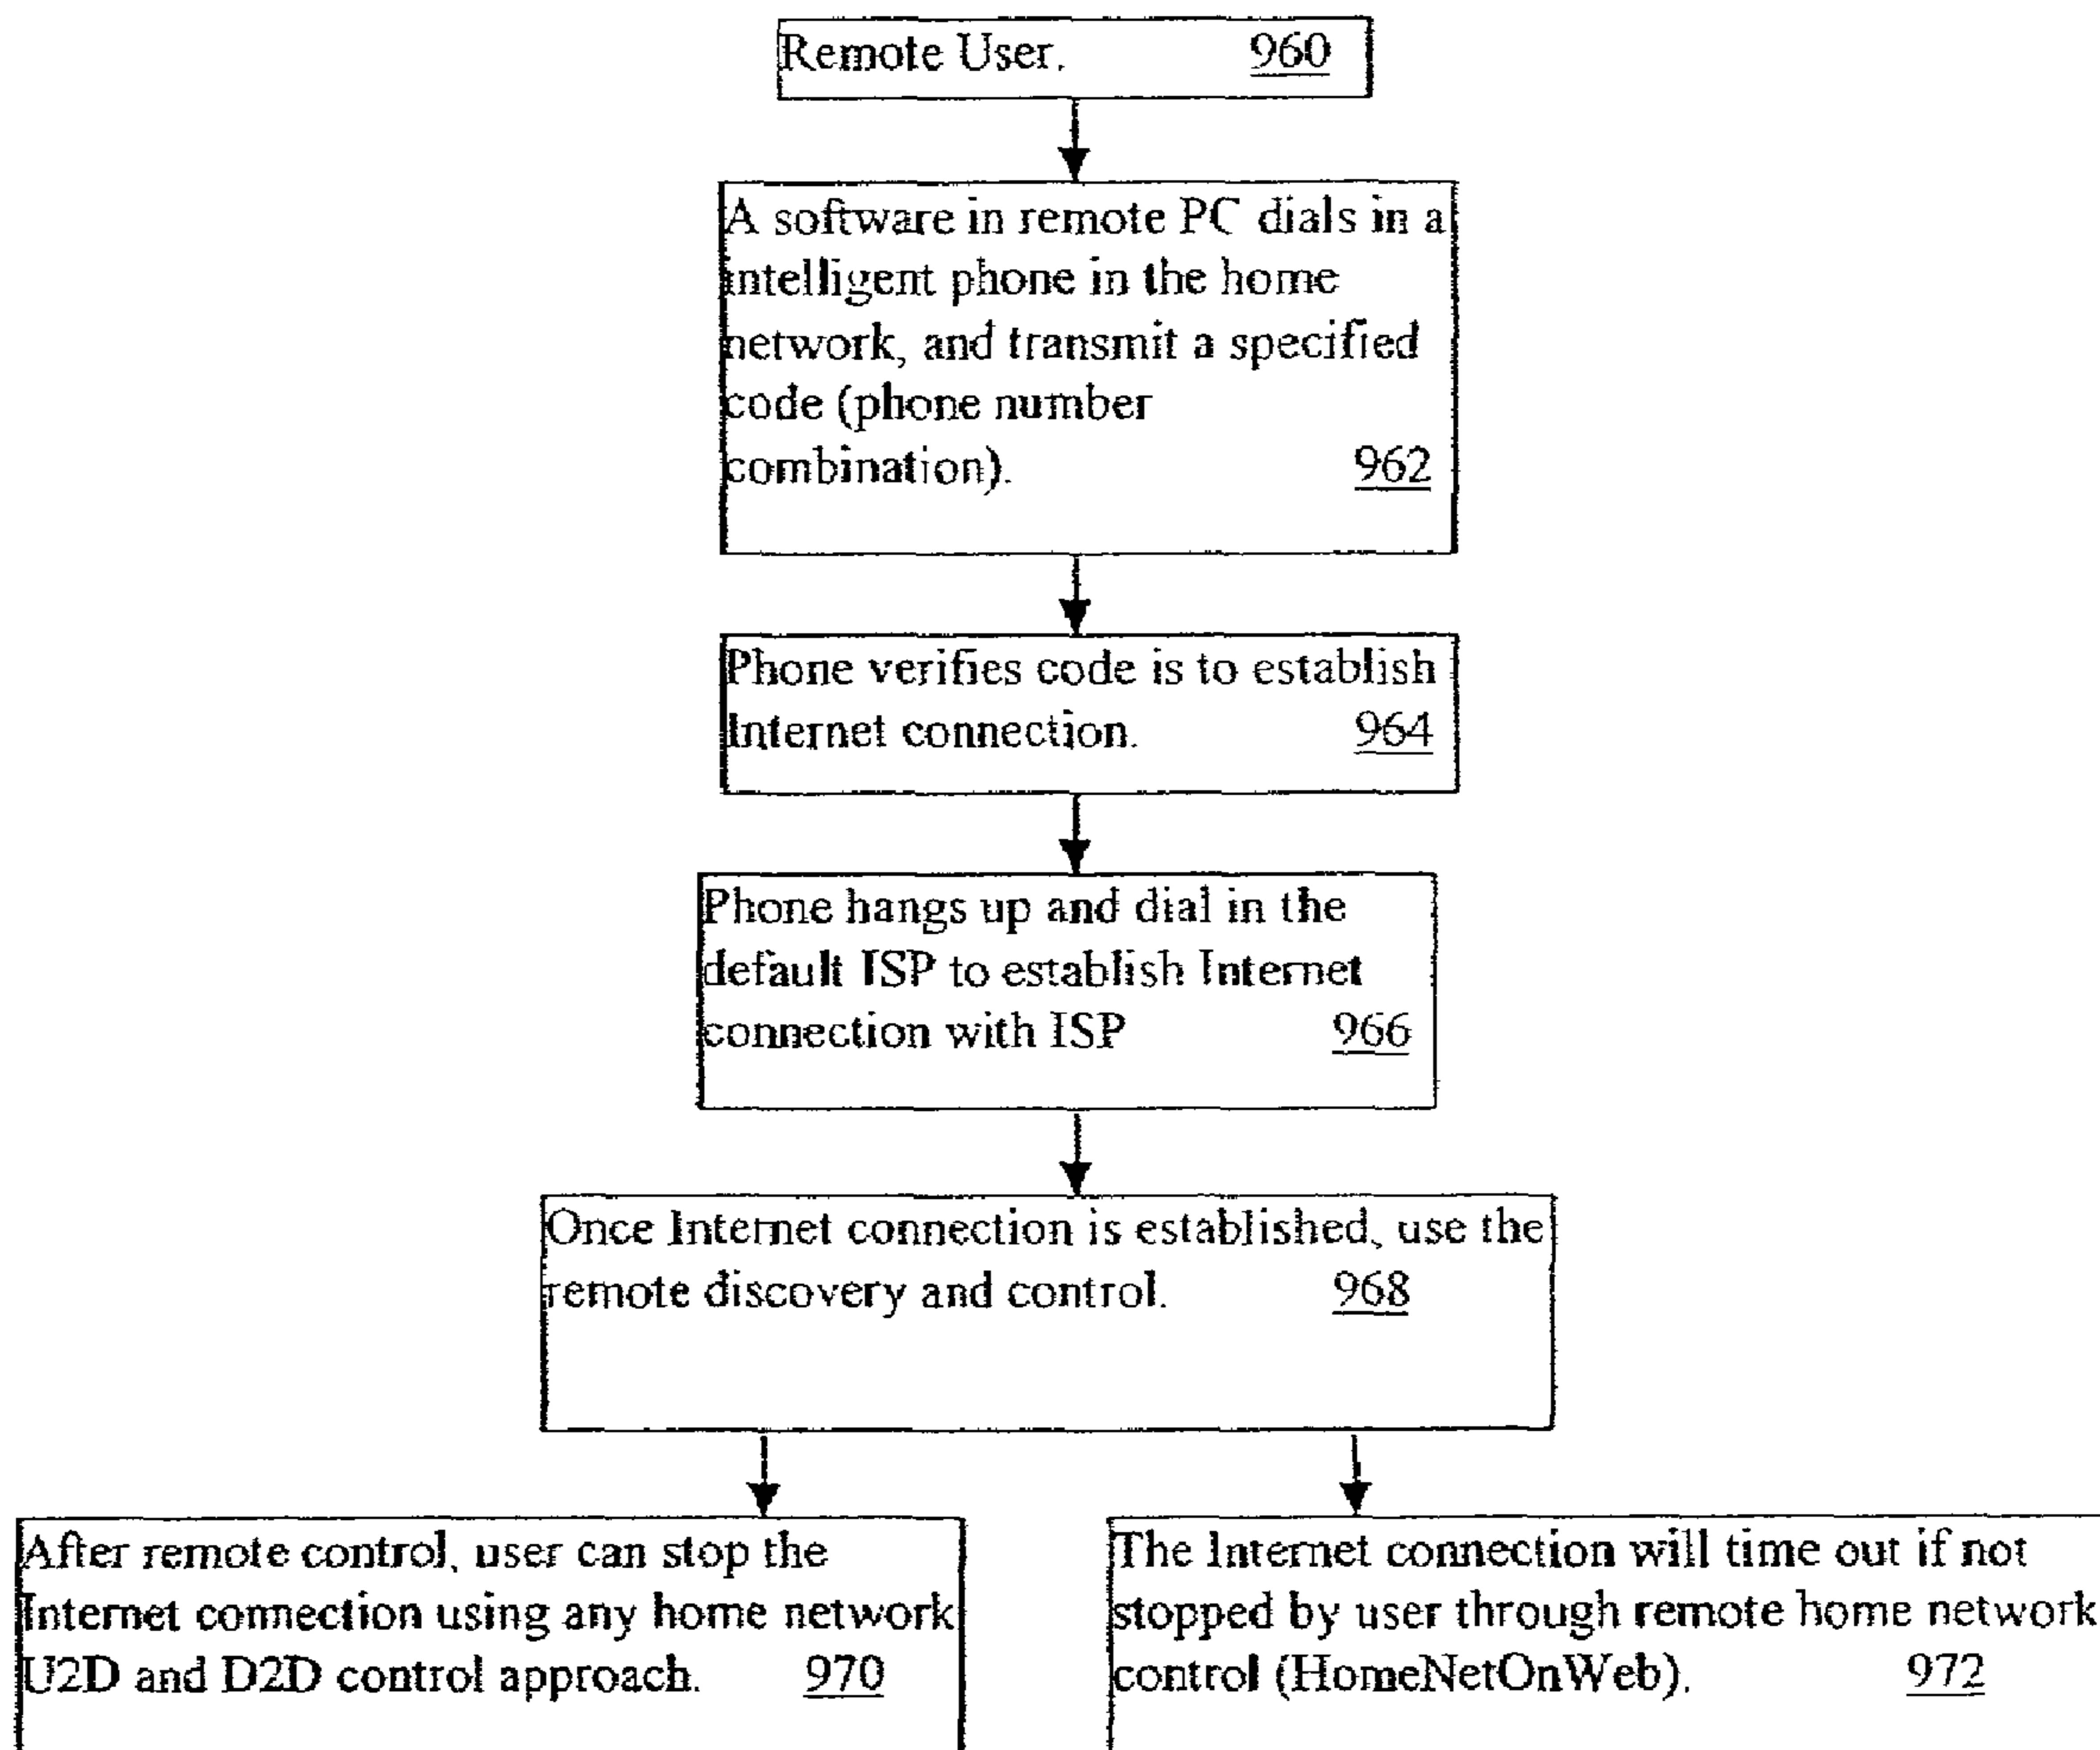 Remote User. 960
A software in remote PC dials in a
intelligent phone in the home
network, and transmit a specified
code (phone number
combination). 962
Phone verifies code is to establish
Internet connection. 964
Phone hangs up and dial in the
default ISP to establish Internet
connection with ISP 966
Once Internet connection is established, use the
remote discovery and control. 968
After remote control, user can stop the
Internet connection using any home network
U2D and D2D control approach. 970
The Internet connection will time out if not
stopped by user through remote home network
control (HomeNetOnWeb). 972